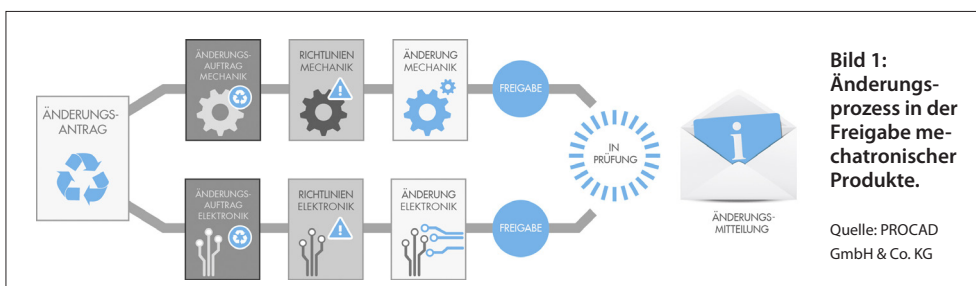 ÄNDERUNGS-
ANTRAG
ÄNDERUNGS-
AUFTRAG
MECHANIK
RICHTLINIEN
MECHANIK
ÄNDERUNG
MECHANIK
FREIGABE
ÄNDERUNGS-
AUFTRAG
ELEKTRONIK
RICHTLINIEN
ELEKTRONIK
ÄNDERUNG
ELEKTRONIK
FREIGABE
IN
PRÜFUNG
i
ÄNDERUNGS-
MITTEILUNG
Bild 1:
Änderungs-
prozess in der
Freigabe me-
chatronischer
Produkte.
Quelle: PROCAD
GmbH & Co. KG